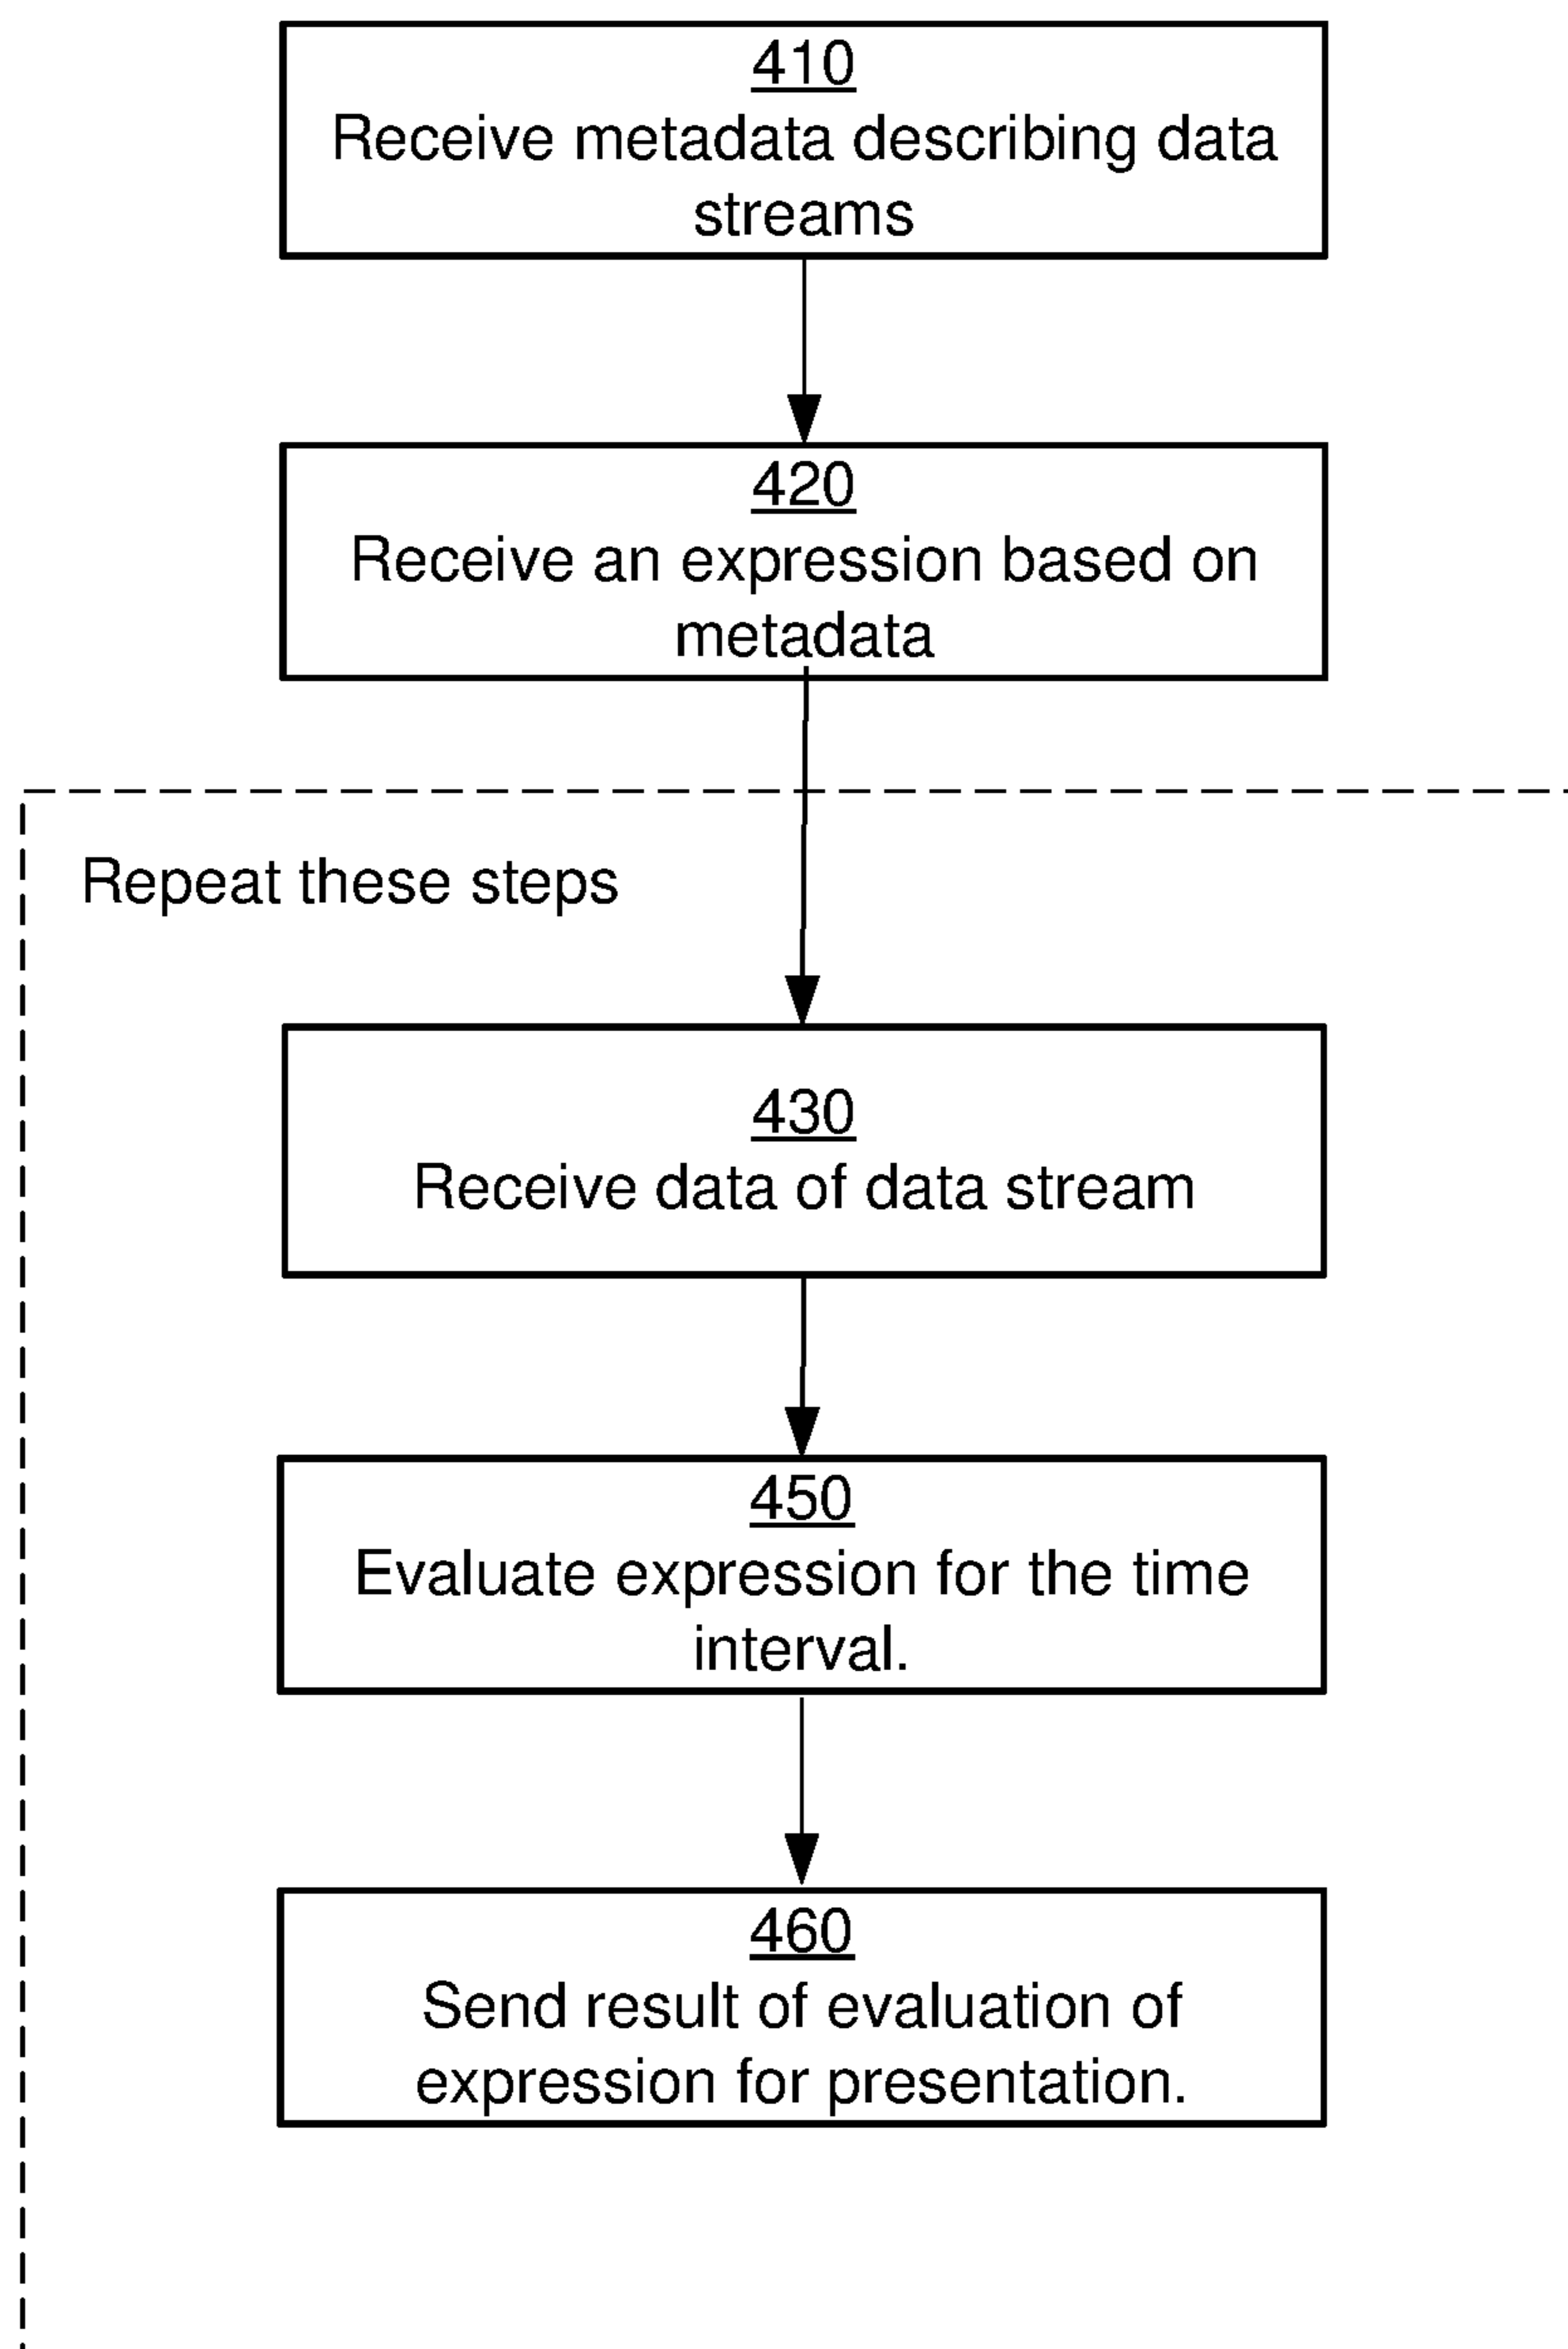 410
Receive metadata describing data
streams
420
Receive an expression based on
metadata
Repeat these steps
430
Receive data of data stream
450
Evaluate expression for the time
interval.
460
Send result of evaluation of
expression for presentation.